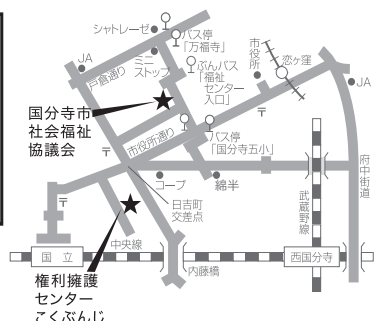 シャトレーゼ
バス停
「万福寺」
JA
ミニ
ストップ
戸倉通り
ぶんバス
「福祉
センター
入口」
市役所
恋ヶ窪
JA
国分寺市
社会福祉
協議会
〒
市役所通り
〒
バス停
「国分寺五小」
府中街道
〒
コープ
綿半
日吉町
交差点
武蔵野線
中央線
国立
内藤橋
西国分寺
権利擁護
センター
こくぶんじ